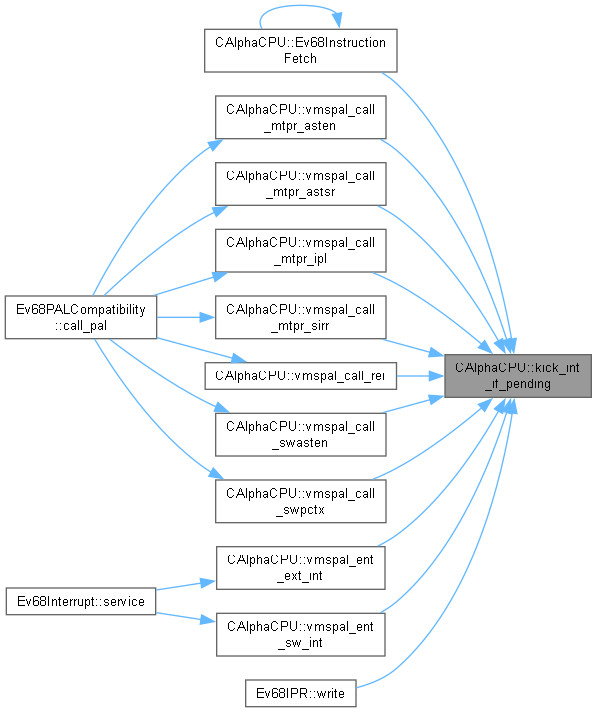 CAlphaCPU::Ev68Instruction
Fetch
CAlphaCPU::vmspal_call
_mtpr_asten
CAlphaCPU::vmspal_call
_mtpr_astsr
CAlphaCPU::vmspal_call
_mtpr_ipl
Ev68PALCompatibility
::call_pal
CAlphaCPU::vmspal_call
_mtpr_sirr
CAlphaCPU::vmspal_call_rei
CAlphaCPU::kick_int
_if_pending
CAlphaCPU::vmspal_call
_swasten
CAlphaCPU::vmspal_call
_swpctx
CAlphaCPU::vmspal_ent
_ext_int
Ev68Interrupt::service
CAlphaCPU::vmspal_ent
_sw_int
Ev68IPR::write